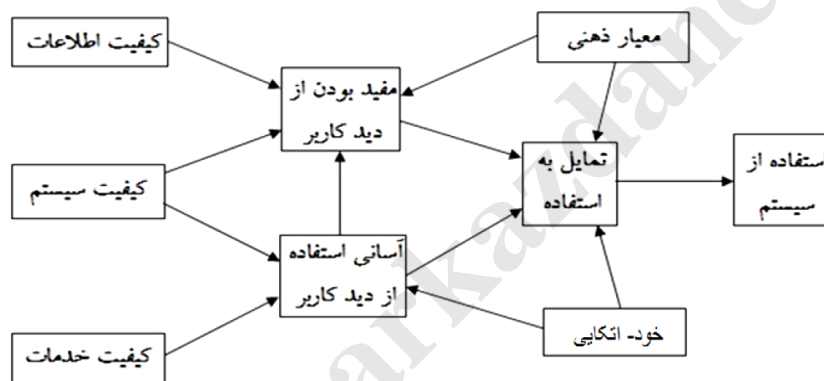 کیفیت اطلاعات
معیار ذهنی
مفید بودن از
دید کاربر
کیفیت سیستم
تمایل به
استفاده
استفاده از
سیستم
آسانی استفاده
از دید کاربر
خود- اتکایی
کیفیت خدمات